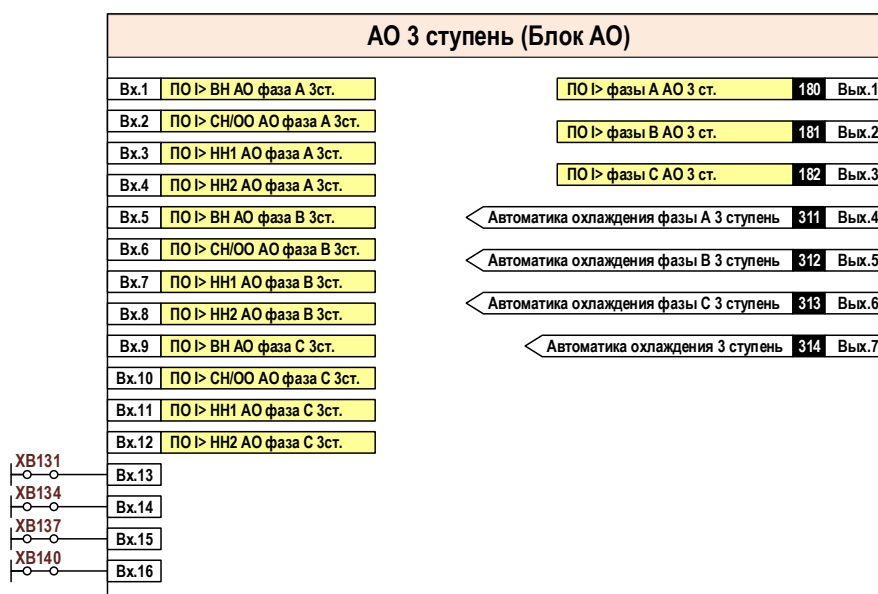 АО 3 ступень (Блок АО)
Вх.1 ПО I> ВН АО фаза А 3ст.
Вх.2 ПО I> СН/ОО АО фаза А 3ст.
Вх.3 ПО I> НН1 АО фаза А 3ст.
Вх.4 ПО I> НН2 АО фаза А 3ст.
Вх.5 ПО I> ВН АО фаза В 3ст.
Вх.6 ПО I> СН/ОО АО фаза В 3ст.
Вх.7 ПО I> НН1 АО фаза В 3ст.
Вх.8 ПО I> НН2 АО фаза В 3ст.
Вх.9 ПО I> ВН АО фаза С 3ст.
Вх.10 ПО I> СН/ОО АО фаза С 3ст.
Вх.11 ПО I> НН1 АО фаза С 3ст.
Вх.12 ПО I> НН2 АО фаза С 3ст.
XB131 Вх.13
XB134 Вх.14
XB137 Вх.15
XB140 Вх.16
ПО I> фазы А АО 3 ст. 180 Вых.1
ПО I> фазы В АО 3 ст. 181 Вых.2
ПО I> фазы С АО 3 ст. 182 Вых.3
Автоматика охлаждения фазы А 3 ступень 311 Вых.4
Автоматика охлаждения фазы В 3 ступень 312 Вых.5
Автоматика охлаждения фазы С 3 ступень 313 Вых.6
Автоматика охлаждения 3 ступень 314 Вых.7